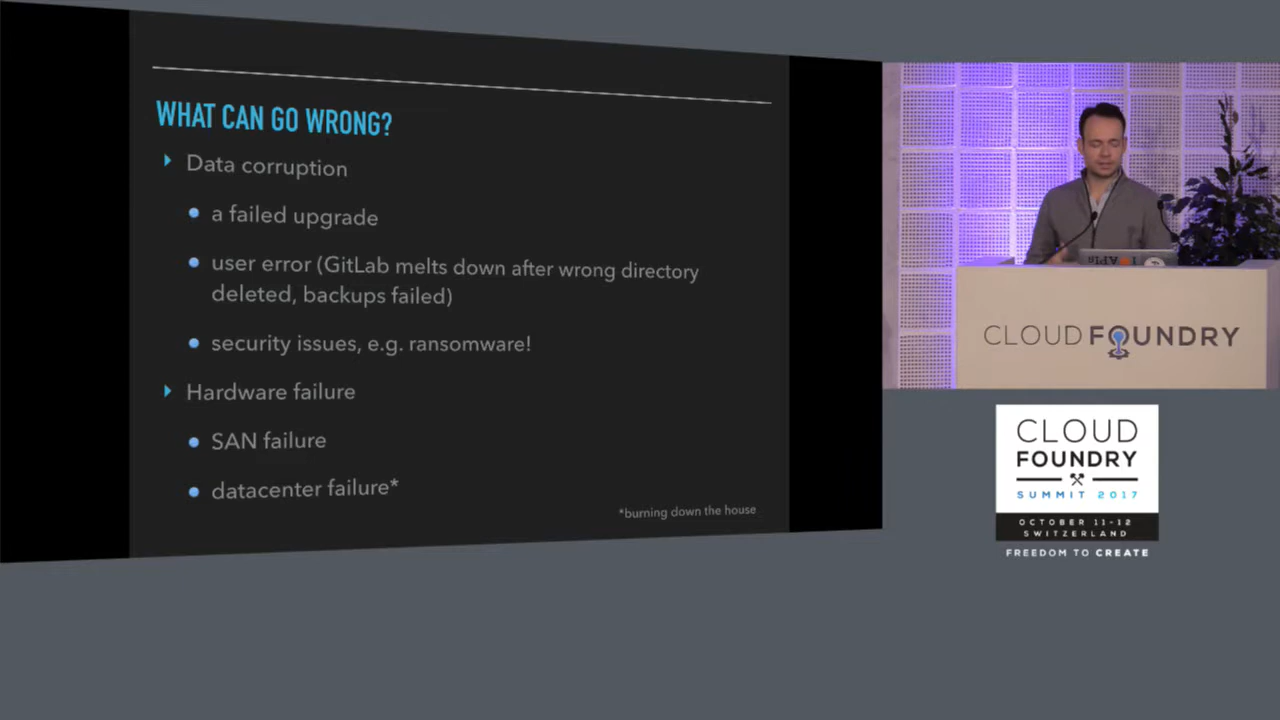 WHAT CAN GO WRONG?
Data corruption
a failed upgrade
user error (GitLab melts down after wrong directory
deleted, backups failed)
security issues, e.g. ransomware!
Hardware failure
SAN failure
datacenter failure*
*burning down the house
APIs
CLOUD FOUNDRY
CLOUD
FOUNDRY
SUMMIT 2017
OCTOBER 11-12
SWITZERLAND
FREEDOM TO CREATE